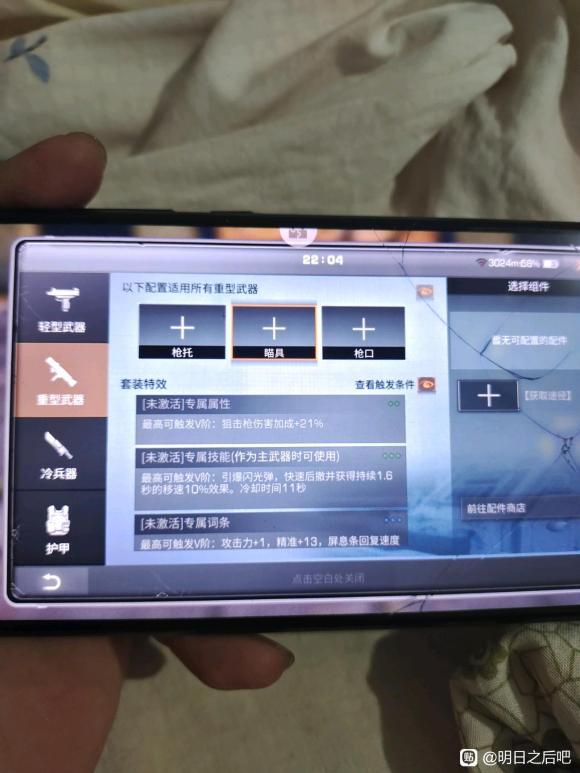 22:04
3024m 58%
以下配置适用所有重型武器
选择组件
轻型武器
重型武器
冷兵器
护甲
枪托
瞄具
枪口
暂无可配置的配件
套装特效
查看触发条件
【获取途径】
[未激活]专属属性
最高可触发V阶：狙击枪伤害加成+21%
[未激活]专属技能(作为主武器时可使用)
最高可触发V阶：引爆闪光弹，快速后撤并获得持续1.6
秒的移速10%效果。冷却时间11秒
前往配件商店
[未激活]专属词条
最高可触发V阶：攻击力+1，精准+13，屏息条回复速度
点击空白处关闭
贴 @明日之后吧